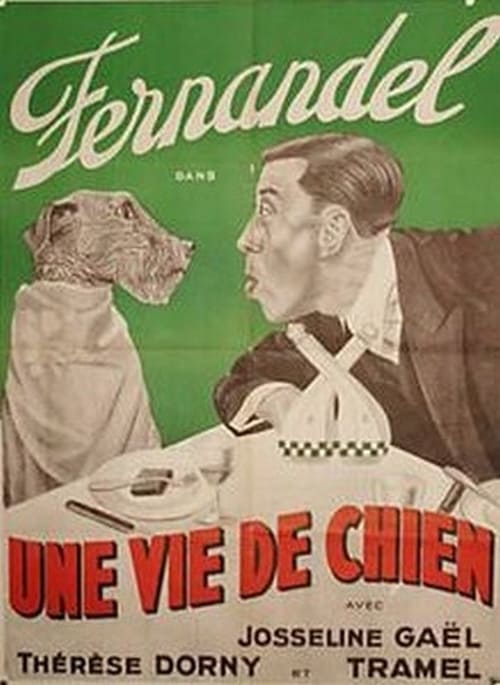 Fernandel
DANS
UNE VIE DE CHIEN
AVEC
JOSSELINE GAËL
THÉRÈSE DORNY ET TRAMEL